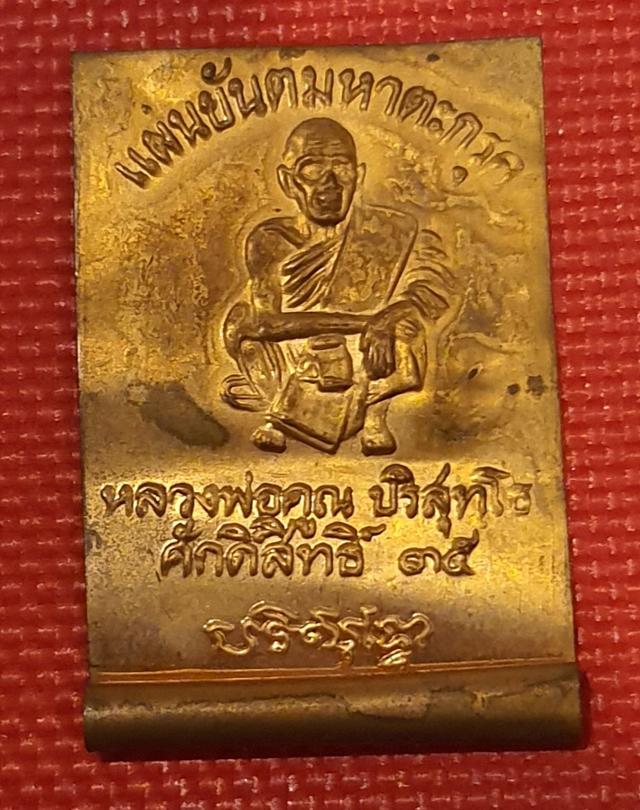 แผ่นปั๊นตมหาตะกรุด
หลวงพ่อคูณ ปริสุทโธ
ศักดิ์สิทธิ์ ๓๕